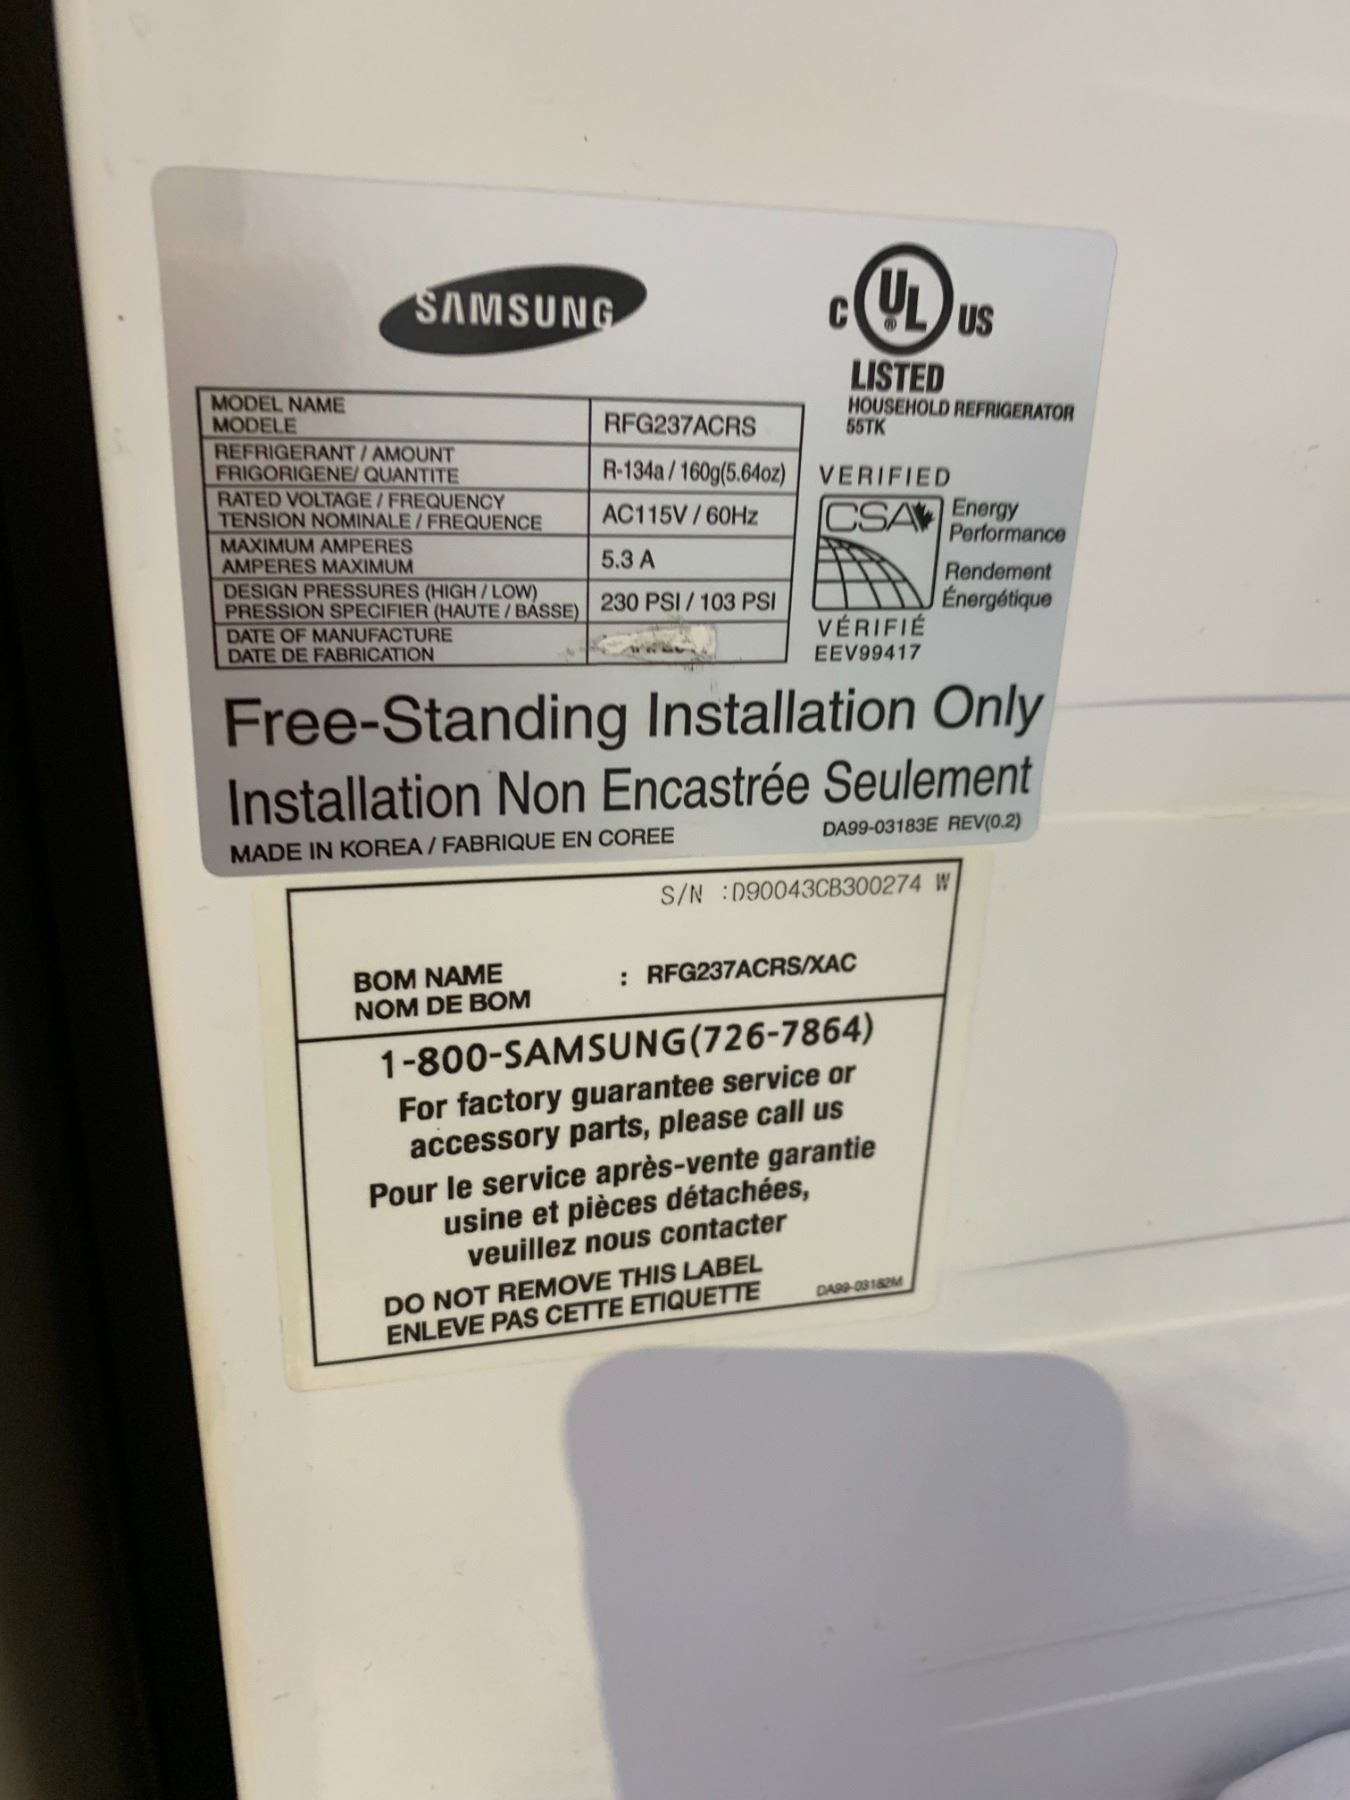 SAMSUNG
C UL® US
LISTED
HOUSEHOLD REFRIGERATOR
55TK
MODEL NAME
MODELE
RFG237ACRS
REFRIGERANT / AMOUNT
FRIGORIGENE/ QUANTITE
R-134a / 160g(5.64oz)
RATED VOLTAGE / FREQUENCY
TENSION NOMINALE / FREQUENCE
AC115V / 60Hz
MAXIMUM AMPERES
AMPERES MAXIMUM
5.3 A
DESIGN PRESSURES (HIGH / LOW)
PRESSION SPECIFIER (HAUTE / BASSE)
230 PSI / 103 PSI
DATE OF MANUFACTURE
DATE DE FABRICATION
VERIFIED
CSA
Energy
Performance
Rendement
Énergétique
VÉRIFIÉ
EEV99417
Free-Standing Installation Only
Installation Non Encastrée Seulement
MADE IN KOREA / FABRIQUE EN COREE
DA99-03183E REV(0.2)
S/N :D90043CB300274 W
BOM NAME
NOM DE BOM
: RFG237ACRS/XAC
1-800-SAMSUNG(726-7864)
For factory guarantee service or
accessory parts, please call us
Pour le service après-vente garantie
usine et pièces détachées,
veuillez nous contacter
DO NOT REMOVE THIS LABEL
ENLEVE PAS CETTE ETIQUETTE
DA99-03182M